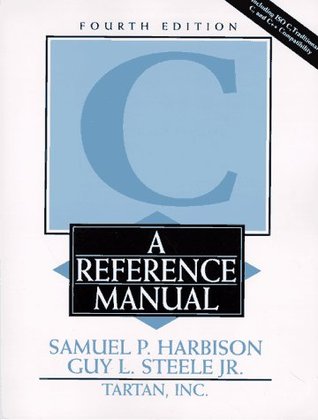 FOURTH EDITION
Including ISO C, Traditional
C, and C++ Compatibility
C
A
REFERENCE
MANUAL
SAMUEL P. HARBISON
GUY L. STEELE JR.
TARTAN, INC.